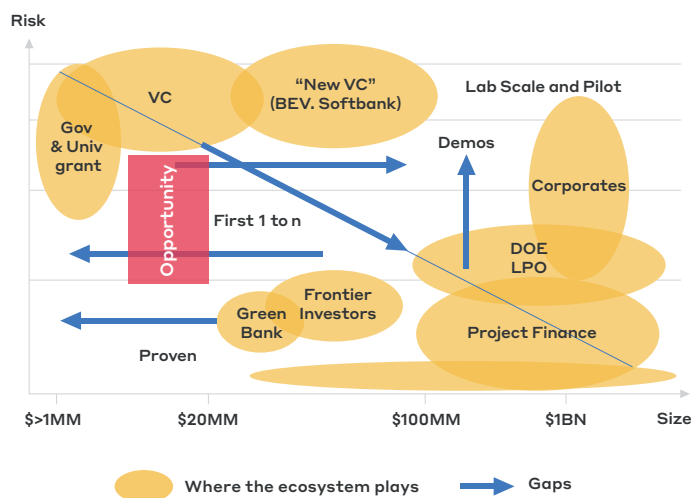 Risk
VC
“New VC”
(BEV. Softbank)
Lab Scale and Pilot
Gov
& Univ
grant
Demos
Opportunity
Corporates
First 1 to n
DOE
LPO
Green
Bank
Frontier
Investors
Project Finance
Proven
$>1MM
$20MM
$100MM
$1BN
Size
Where the ecosystem plays
Gaps